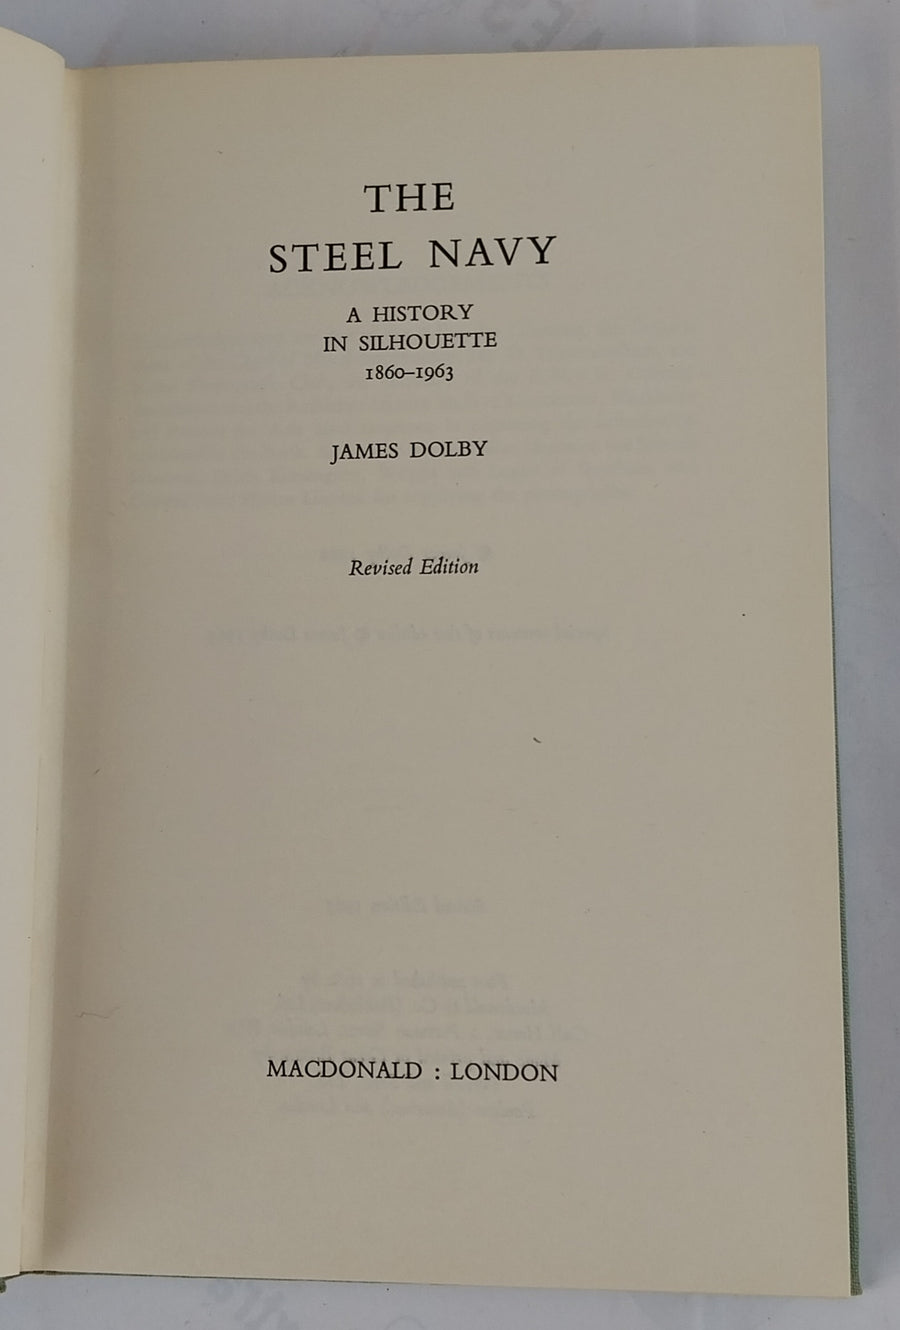 THE
STEEL NAVY
A HISTORY
IN SILHOUETTE
1860–1963
JAMES DOLBY
Revised Edition
MACDONALD : LONDON